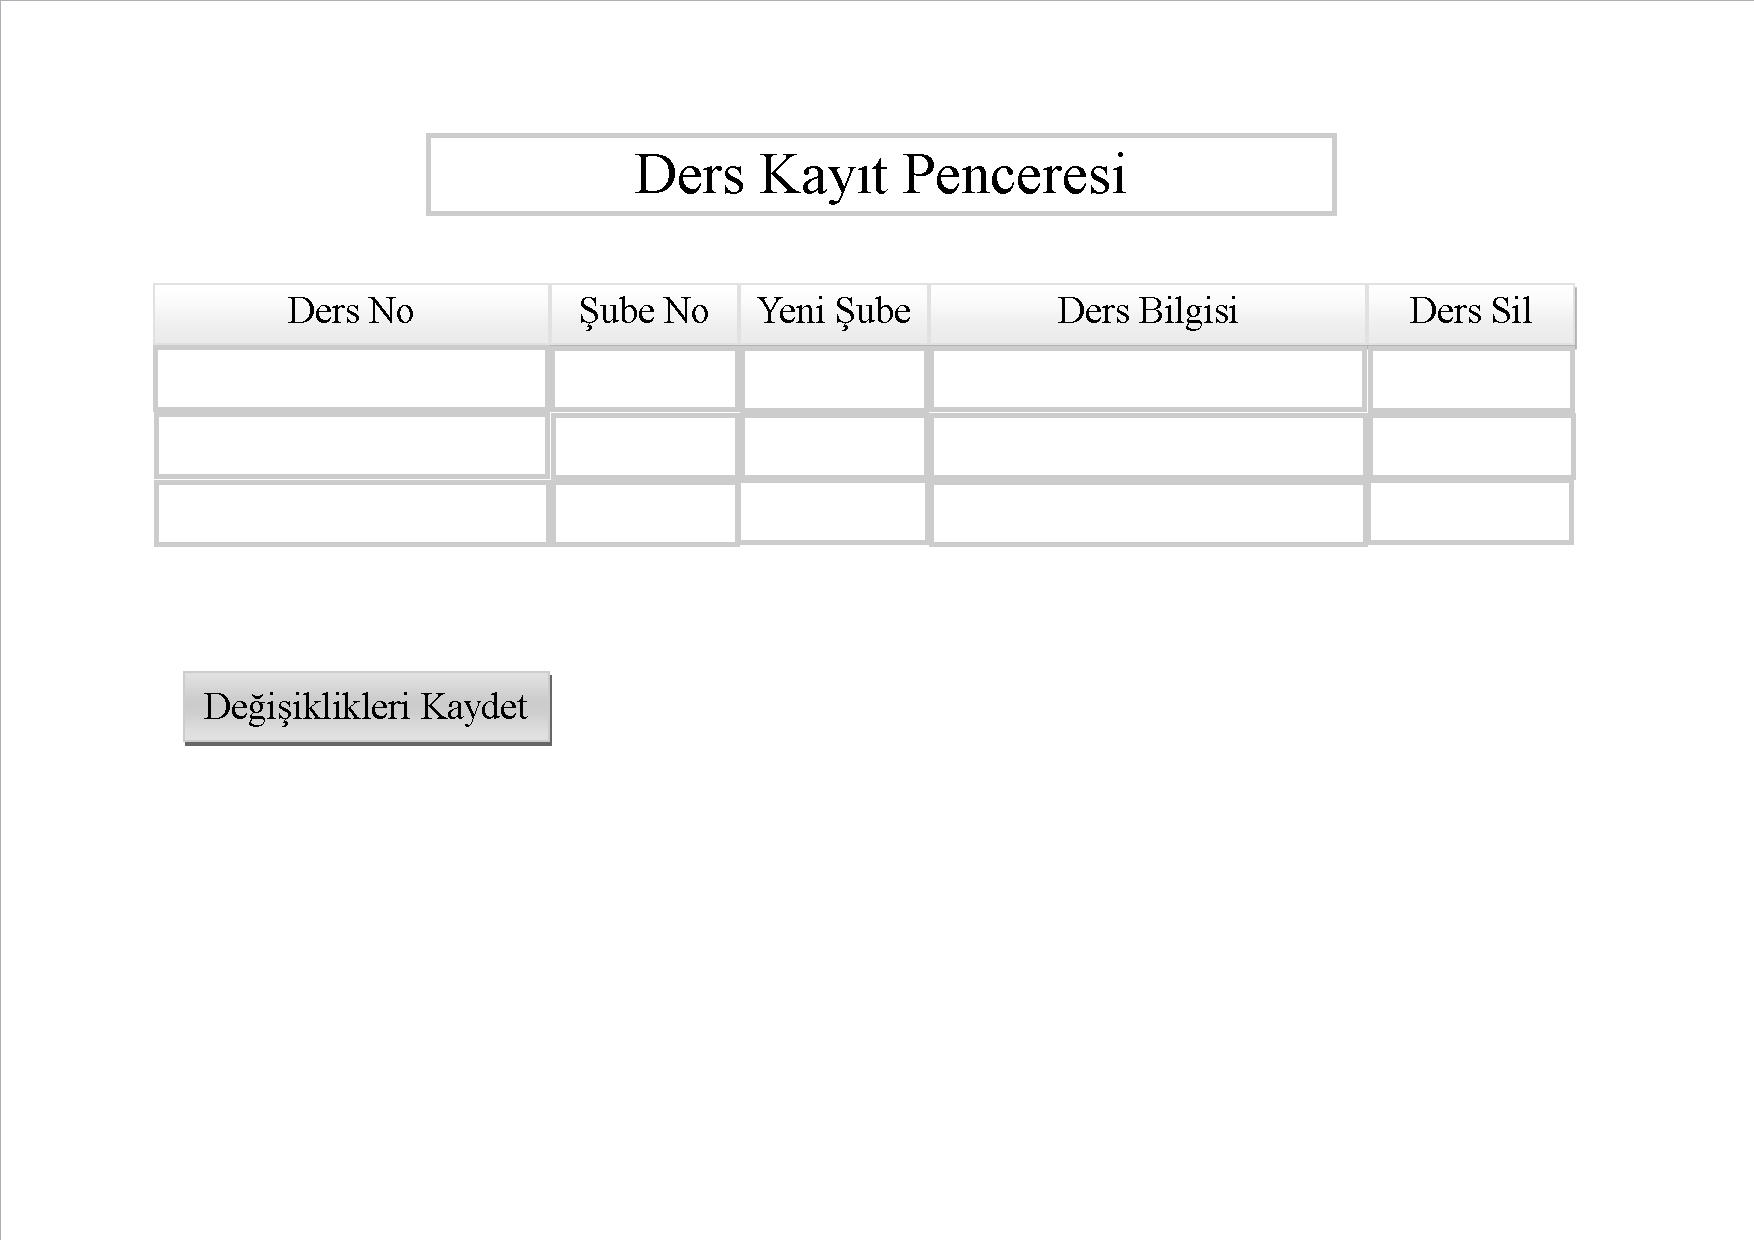 Ders Kayıt Penceresi
Ders No Şube No Yeni Şube Ders Bilgisi Ders Sil
Değişiklikleri Kaydet